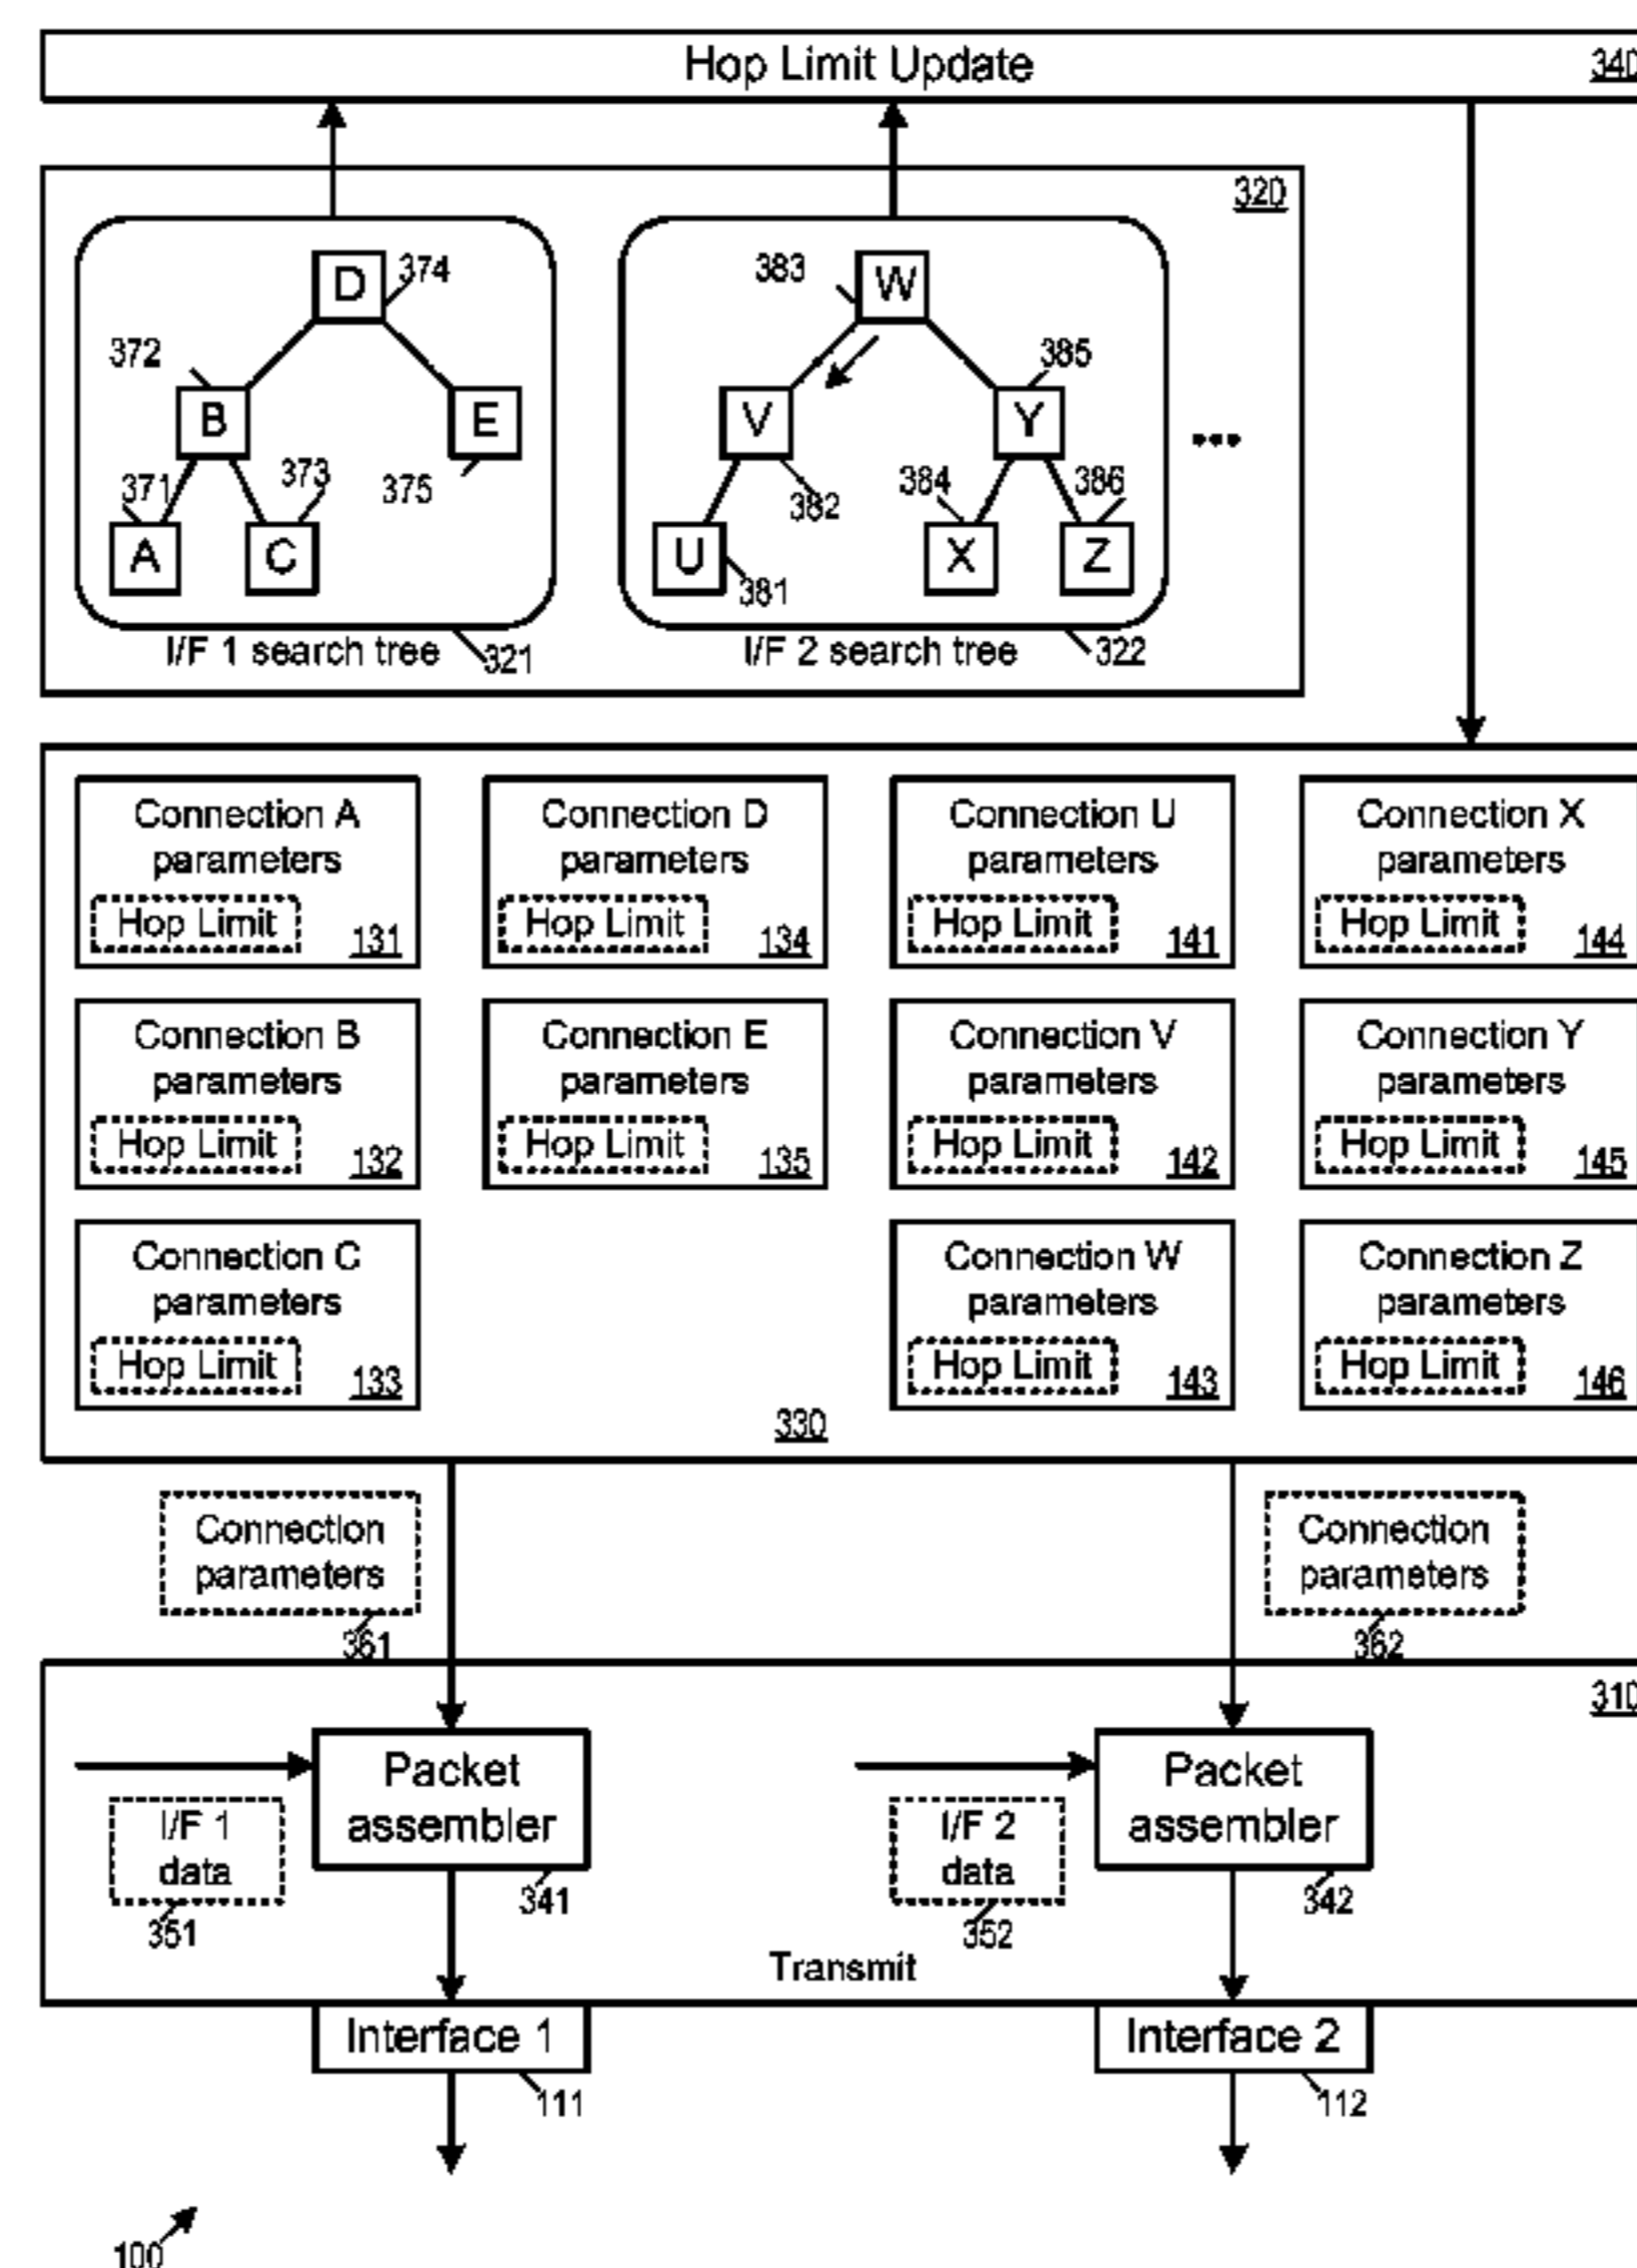 Hop Limit Update
340
320
D
374
372
B
E
371
373
375
A
C
I/F 1 search tree
321
383
W
385
V
Y
382
384
386
U
381
X
Z
I/F 2 search tree
322
...
Connection A
parameters
Hop Limit
131
Connection D
parameters
Hop Limit
134
Connection U
parameters
Hop Limit
141
Connection X
parameters
Hop Limit
144
Connection B
parameters
Hop Limit
132
Connection E
parameters
Hop Limit
135
Connection V
parameters
Hop Limit
142
Connection Y
parameters
Hop Limit
145
Connection C
parameters
Hop Limit
133
Connection W
parameters
Hop Limit
143
Connection Z
parameters
Hop Limit
146
330
Connection
parameters
361
Connection
parameters
362
310
Packet
assembler
341
I/F 1
data
351
Packet
assembler
342
I/F 2
data
352
Transmit
Interface 1
111
Interface 2
112
100